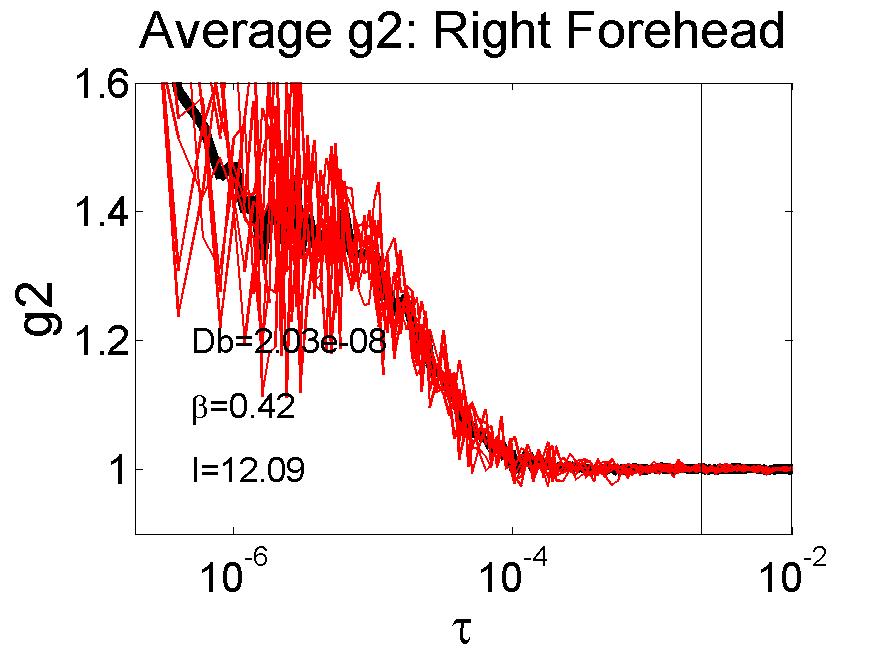 Average g2: Right Forehead
1.6
1.4
1.2
1
g2
Db=2.03e-08
β=0.42
I=12.09
10^-6
10^-4
10^-2
τ